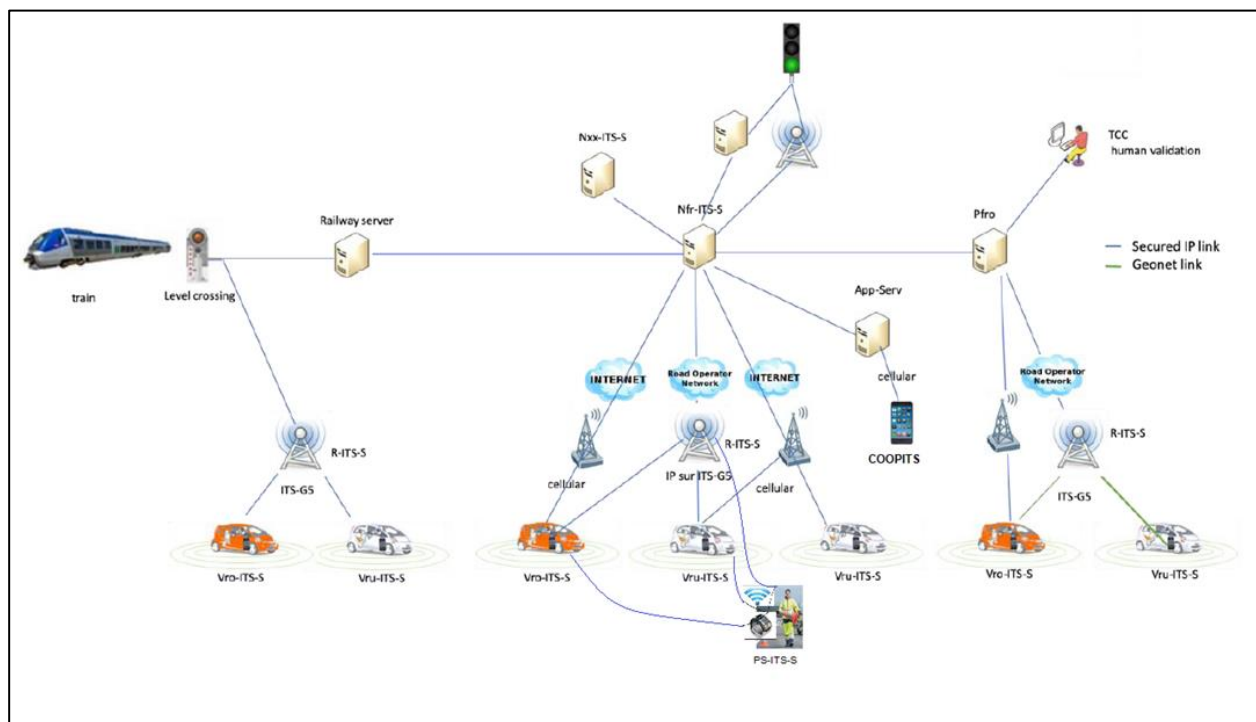 Nxx-ITS-S
TCC
human validation
Railway server
Nfr-ITS-S
Pfro
Secured IP link
Geonet link
train
Level crossing
App-Serv
INTERNET
Road Operator
Network
INTERNET
cellular
Road Operator
Network
R-ITS-S
R-ITS-S
R-ITS-S
COOPITS
ITS-G5
cellular
IP sur ITS-G5
cellular
ITS-G5
Vro-ITS-S
Vru-ITS-S
Vro-ITS-S
Vru-ITS-S
Vru-ITS-S
Vro-ITS-S
Vru-ITS-S
PS-ITS-S